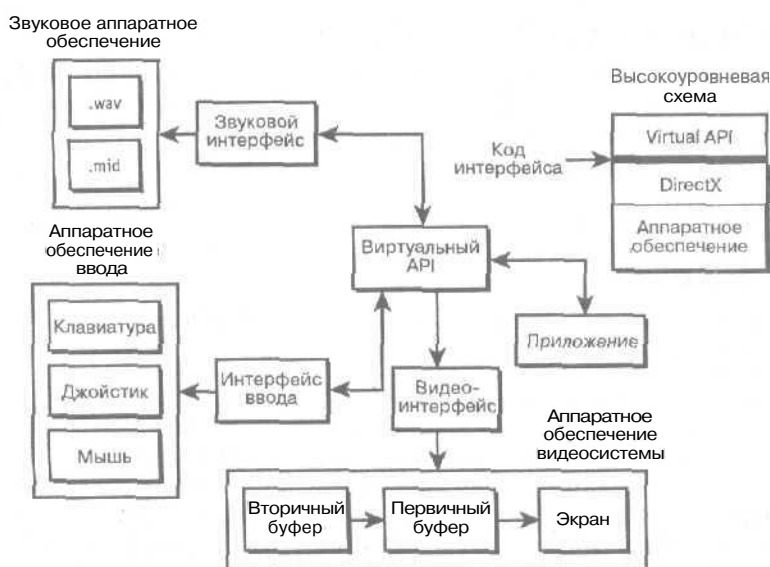 Звуковое аппаратное
обеспечение
.wav
.mid
Звуковой
интерфейс
Высокоуровневая
схема
Код
интерфейса
Virtual API
DirectX
Аппаратное
обеспечение
Аппаратное
обеспечение
ввода
Клавиатура
Джойстик
Мышь
Интерфейс
ввода
Виртуальный
API
Приложение
Видео-
интерфейс
Аппаратное
обеспечение
видеосистемы
Вторичный
буфер
Первичный
буфер
Экран